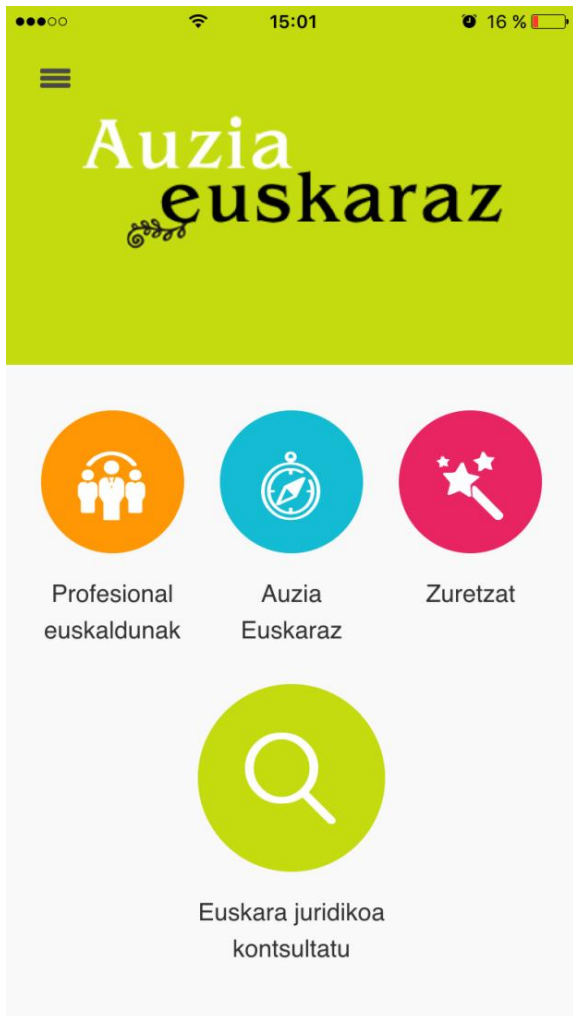 15:01
16 %
Auzia
euskaraz
Profesional
euskaldunak
Auzia
Euskaraz
Zuretzat
Euskara juridikoa
kontsultatu